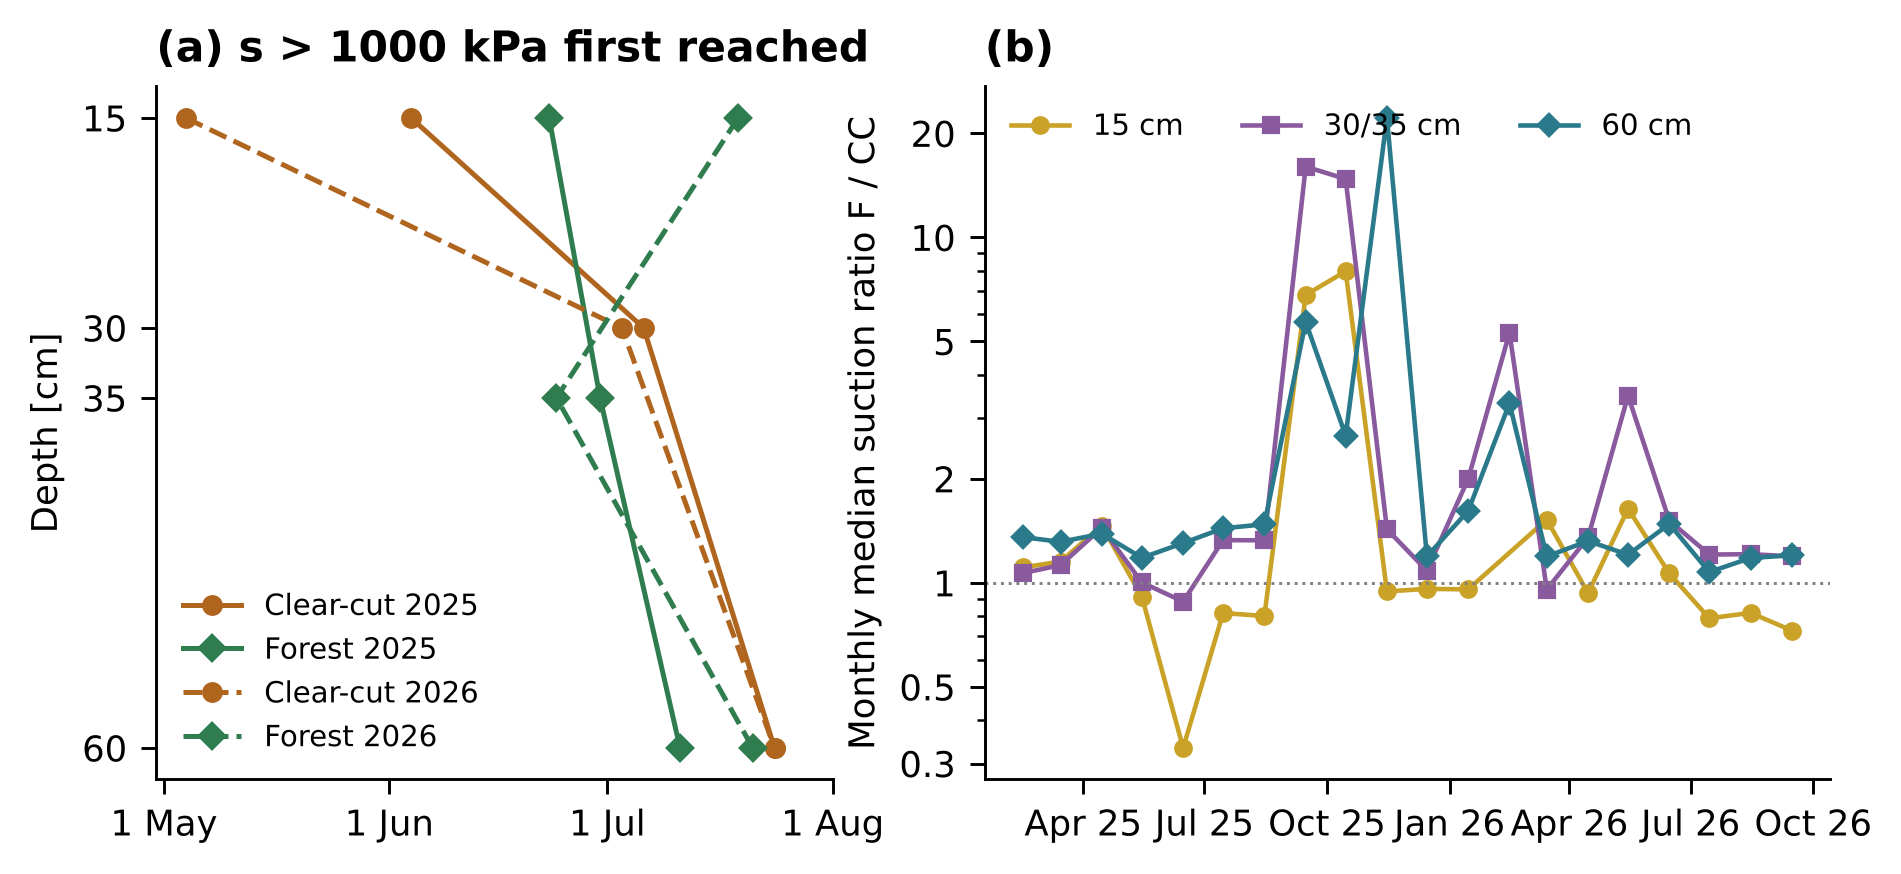 (a) s > 1000 kPa first reached
Depth [cm]
15
30
35
60
Clear-cut 2025
Forest 2025
Clear-cut 2026
Forest 2026
1 May
1 Jun
1 Jul
1 Aug
(b)
Monthly median suction ratio F / CC
15 cm
30/35 cm
60 cm
20
10
5
2
1
0.5
0.3
Apr 25
Jul 25
Oct 25
Jan 26
Apr 26
Jul 26
Oct 26